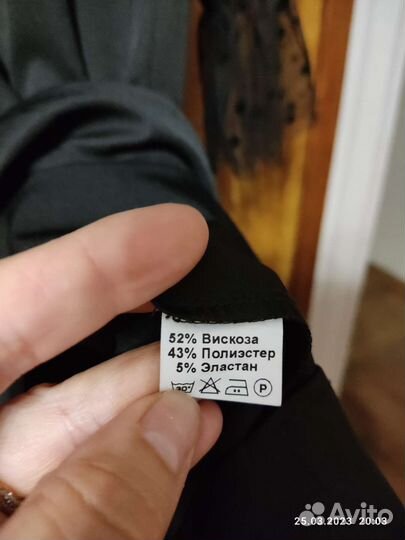 52% Вискоза
43% Полиэстер
5% Эластан
30°
P
Avito
25.03.2023 20:03